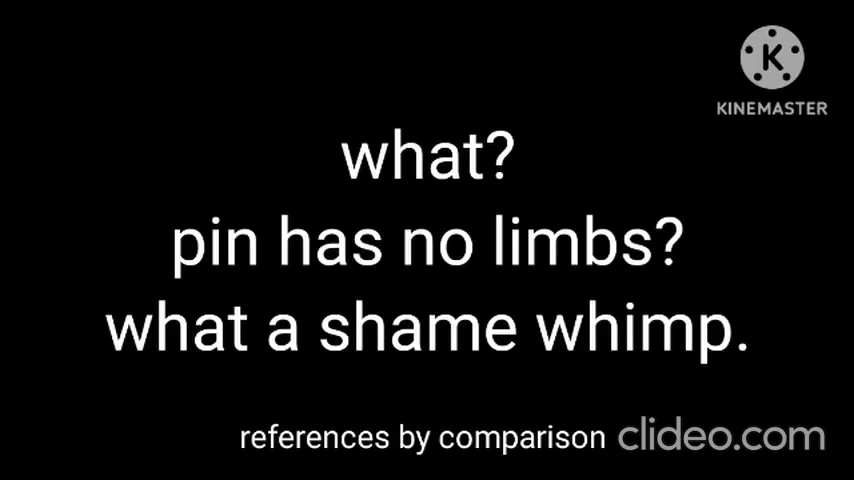 KINEMASTER
what?
pin has no limbs?
what a shame whimp.
references by comparison
clideo.com